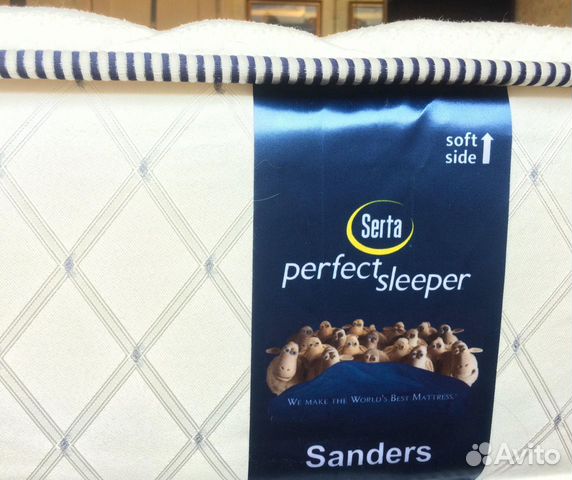 soft
side
Serta
perfect sleeper
We make the World's Best Mattress.
Sanders
Avito